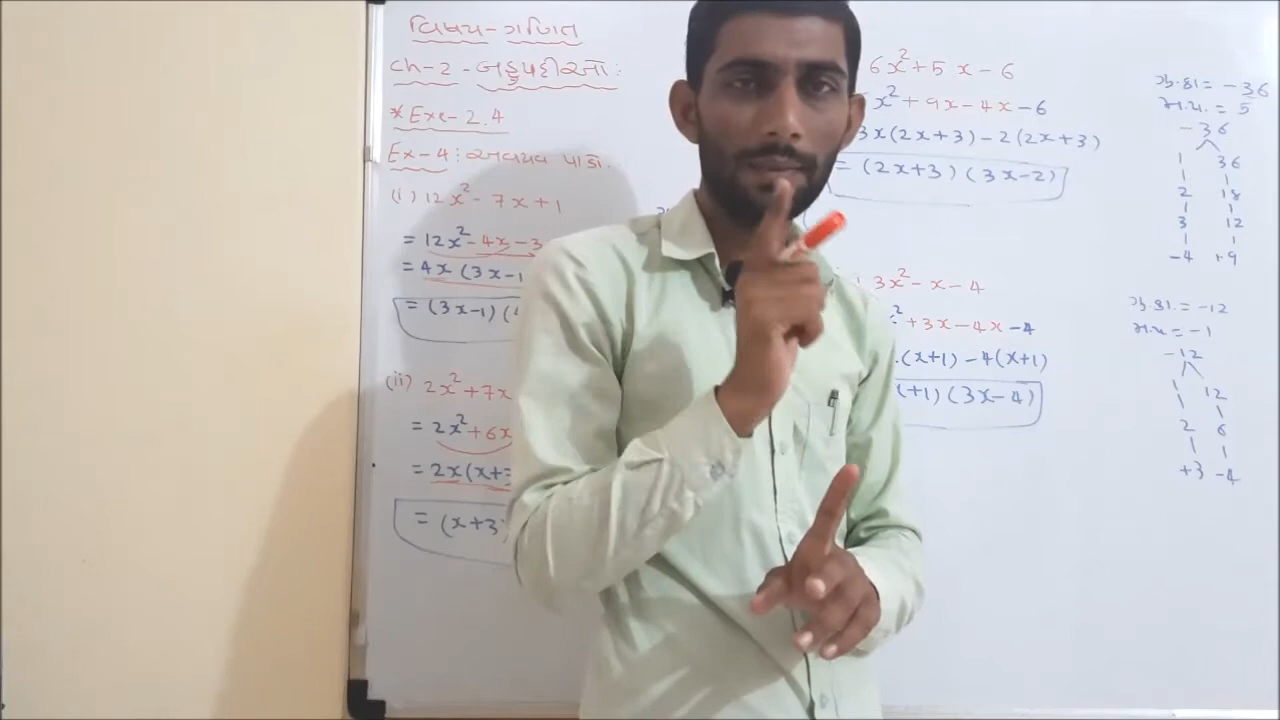 વિષય-ગણિત
Ch-2-બહુપદીઓ:
*Exe-2.4
Ex-4: અવયવ પાડો.
(i) 12x²-7x+1
= 12x²-4x-3
= 4x (3x-1
= (3x-1)(
(ii) 2x²+7x
= 2x²+6x
= 2x(x+3
= (x+3)
6x²+5x-6
x²+9x-4x-6
3x(2x+3)-2(2x+3)
= (2x+3)(3x-2)
3x²-x-4
²+3x-4x-4
(x+1)-4(x+1)
(+1)(3x-4)
ગુ.કા. = -36
મ.પ. = 5
-36
1 36
2 18
3 12
-4 +9
ગુ.કા. = -12
મ.પ = -1
-12
1 12
2 6
+3 -4